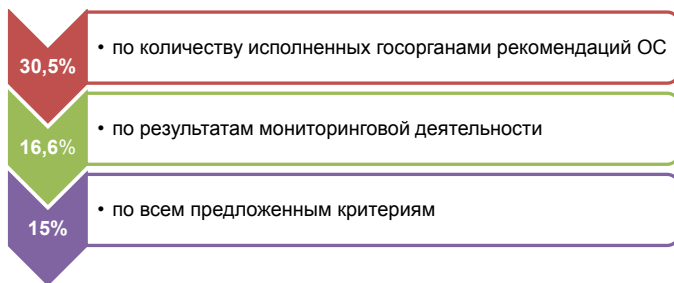 30,5%
• по количеству исполненных госорганами рекомендаций ОС
16,6%
• по результатам мониторинговой деятельности
15%
• по всем предложенным критериям